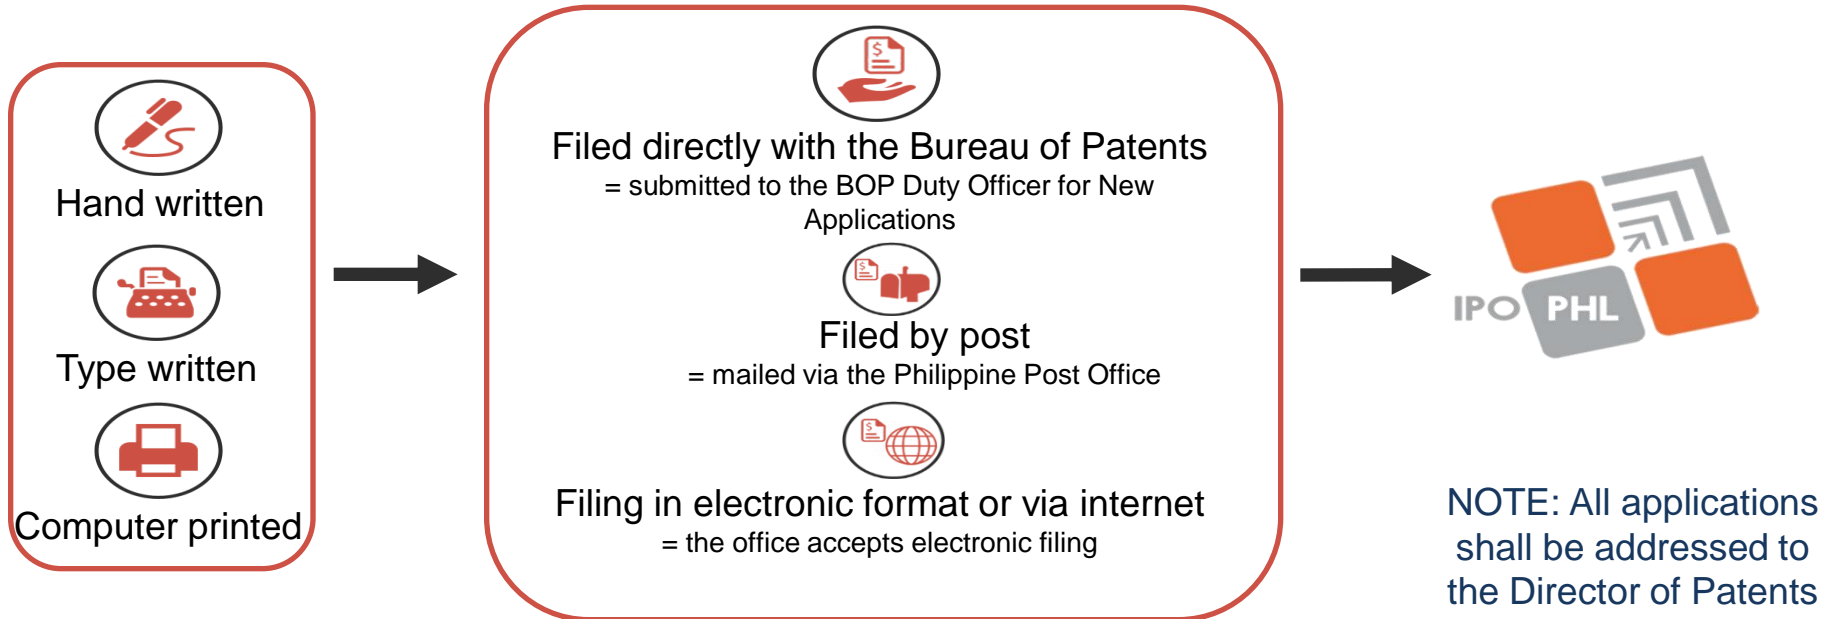 Hand written
Type written
Computer printed
Filed directly with the Bureau of Patents
= submitted to the BOP Duty Officer for New
Applications
Filed by post
= mailed via the Philippine Post Office
Filing in electronic format or via internet
= the office accepts electronic filing
IPO PHL
NOTE: All applications
shall be addressed to
the Director of Patents